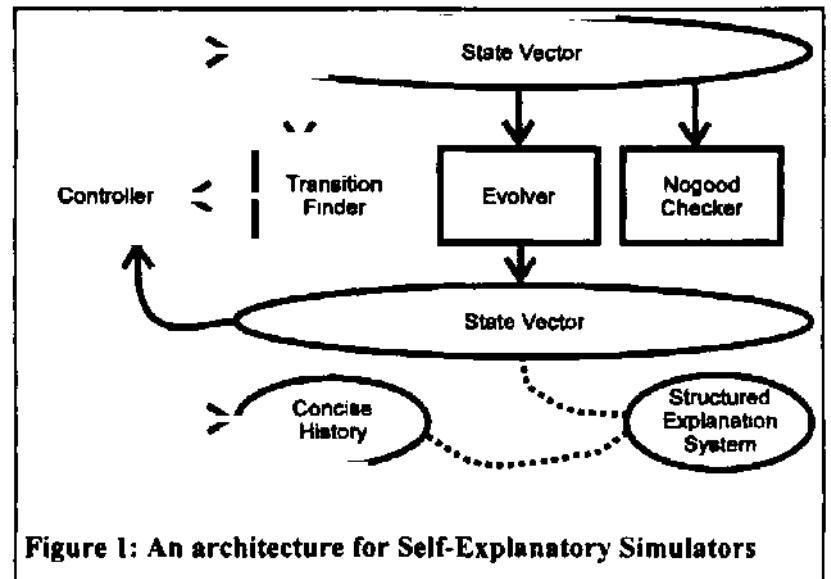 State Vector
Controller
Transition
Finder
Evolver
Nogood
Checker
State Vector
Concise
History
Structured
Explanation
System
Figure 1: An architecture for Self-Explanatory Simulators